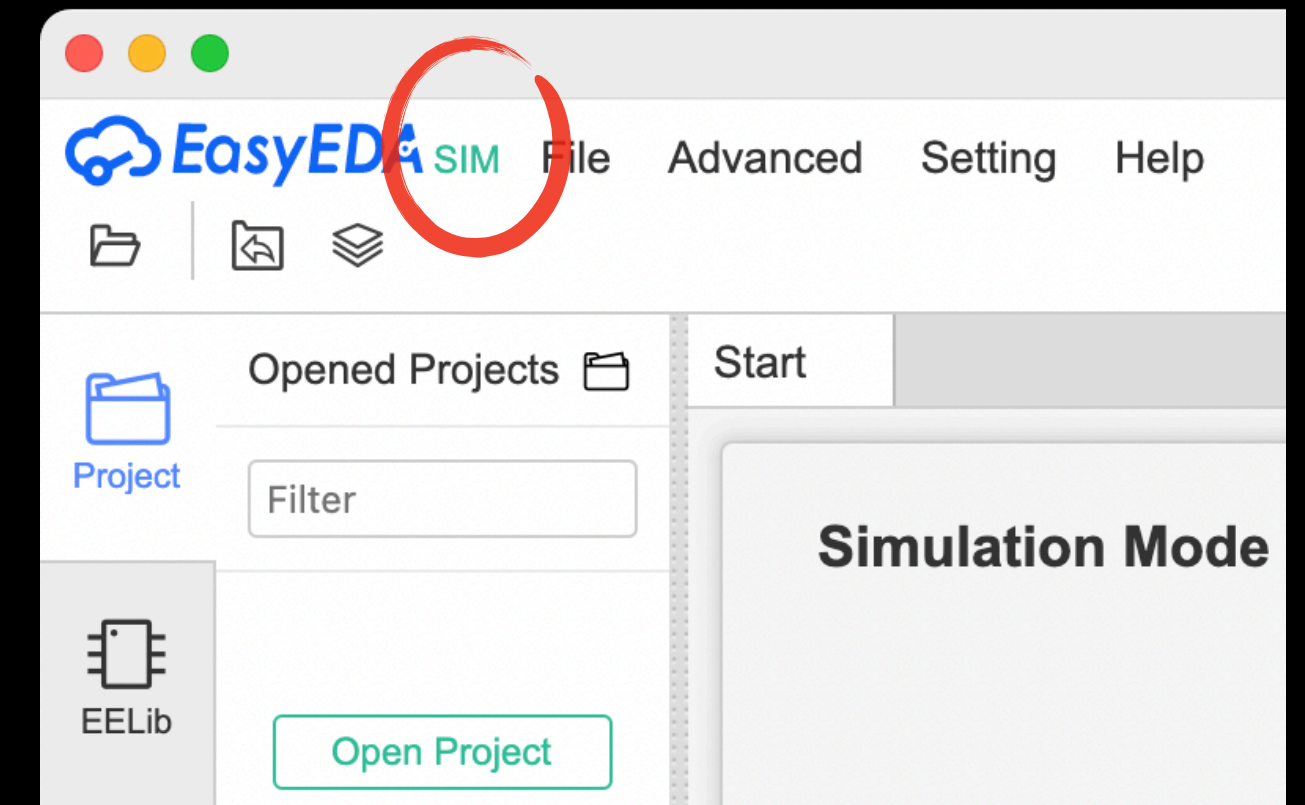 EasyEDA SIM File Advanced Setting Help
Opened Projects
Start
Project
Filter
Simulation Mode
EELib
Open Project